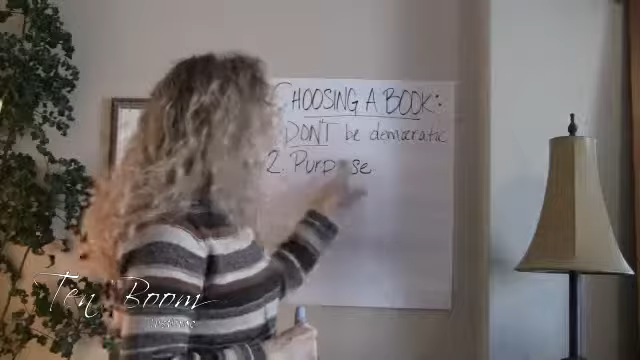 CHOOSING A BOOK:
DON'T be democratic
2. Purpose
Ten Boom